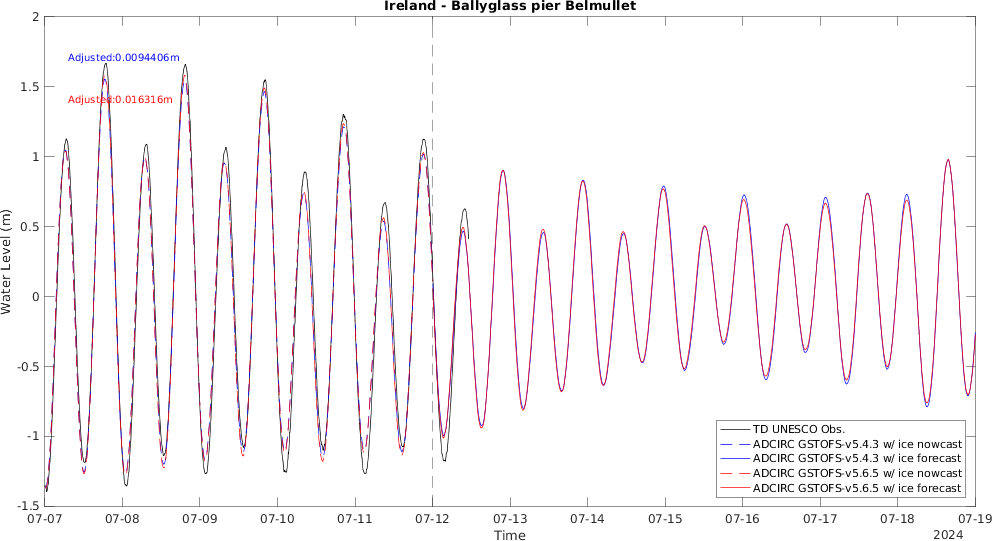 Ireland - Ballyglass pier Belmullet
2
1.5
1
0.5
0
-0.5
-1
-1.5
Water Level (m)
Adjusted:0.0094406m
Adjusted:0.016316m
TD UNESCO Obs.
ADCIRC GSTOFS-v5.4.3 w/ ice nowcast
ADCIRC GSTOFS-v5.4.3 w/ ice forecast
ADCIRC GSTOFS-v5.6.5 w/ ice nowcast
ADCIRC GSTOFS-v5.6.5 w/ ice forecast
07-07 07-08 07-09 07-10 07-11 07-12 07-13 07-14 07-15 07-16 07-17 07-18 07-19
Time
2024